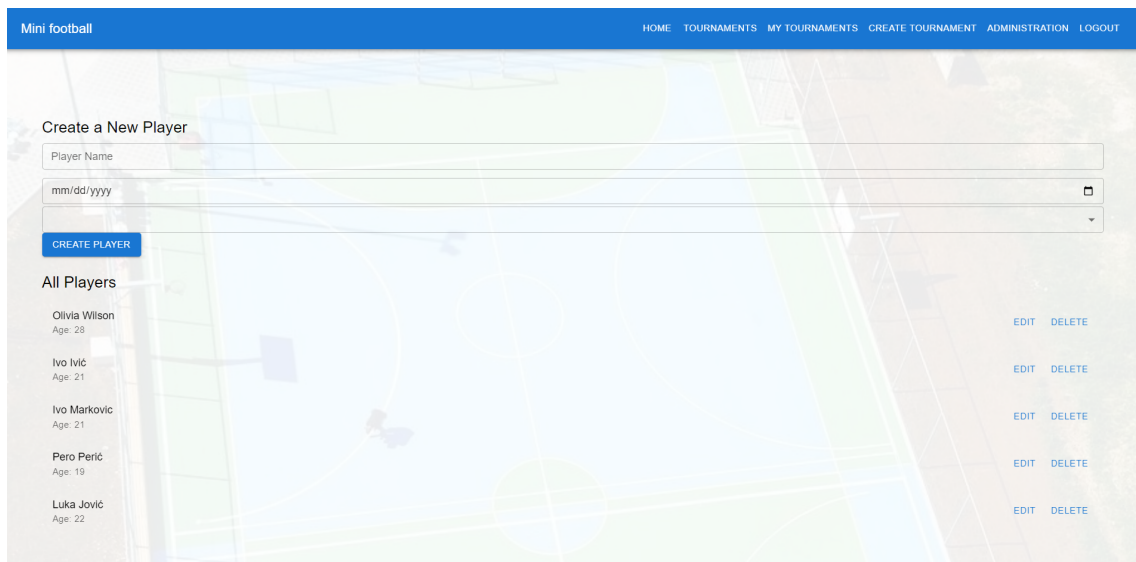 Mini football
HOME TOURNAMENTS MY TOURNAMENTS CREATE TOURNAMENT ADMINISTRATION LOGOUT
Create a New Player
Player Name
mm/dd/yyyy
CREATE PLAYER
All Players
Olivia Wilson
Age: 28
EDIT DELETE
Ivo Ivić
Age: 21
EDIT DELETE
Ivo Markovic
Age: 21
EDIT DELETE
Pero Perić
Age: 19
EDIT DELETE
Luka Jović
Age: 22
EDIT DELETE